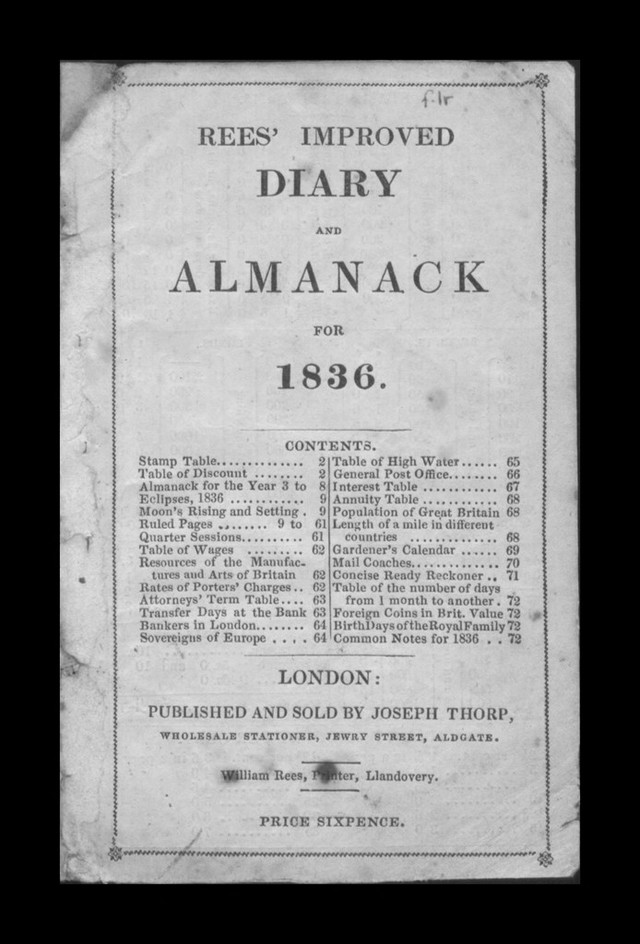 f.1r
REES' IMPROVED
DIARY
AND
ALMANACK
FOR
1836.
CONTENTS.
Stamp Table.............. 2
Table of Discount ........ 2
Almanack for the Year 3 to 8
Eclipses, 1836 ............ 9
Moon's Rising and Setting . 9
Ruled Pages ........ 9 to 61
Quarter Sessions.......... 61
Table of Wages ......... 62
Resources of the Manufac-
tures and Arts of Britain 62
Rates of Porters' Charges.. 62
Attorneys' Term Table.... 63
Transfer Days at the Bank 63
Bankers in London........ 64
Sovereigns of Europe .... 64
Table of High Water...... 65
General Post Office........ 66
Interest Table ............ 67
Annuity Table ............ 68
Population of Great Britain 68
Length of a mile in different
countries .............. 68
Gardener's Calendar ...... 69
Mail Coaches............. 70
Concise Ready Reckoner .. 71
Table of the number of days
from 1 month to another . 72
Foreign Coins in Brit. Value 72
Birth Days of the Royal Family 72
Common Notes for 1836 . . 72
LONDON:
PUBLISHED AND SOLD BY JOSEPH THORP,
WHOLESALE STATIONER, JEWRY STREET, ALDGATE.
William Rees, Printer, Llandovery.
PRICE SIXPENCE.